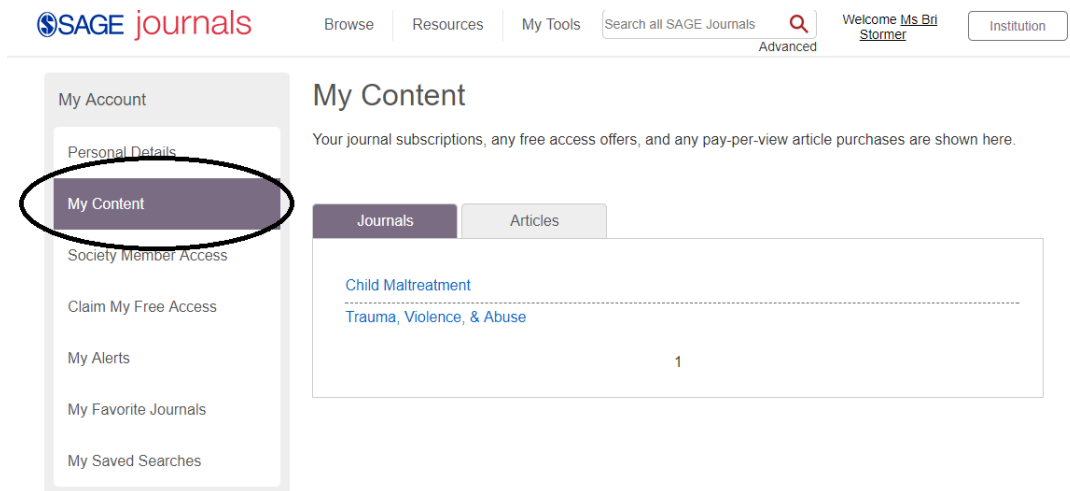 SAGE journals
Browse
Resources
My Tools
Search all SAGE Journals
Advanced
Welcome Ms Bri
Stormer
Institution
My Account
Personal Details
My Content
Society Member Access
Claim My Free Access
My Alerts
My Favorite Journals
My Saved Searches
My Content
Your journal subscriptions, any free access offers, and any pay-per-view article purchases are shown here.
Journals
Articles
Child Maltreatment
Trauma, Violence, & Abuse
1